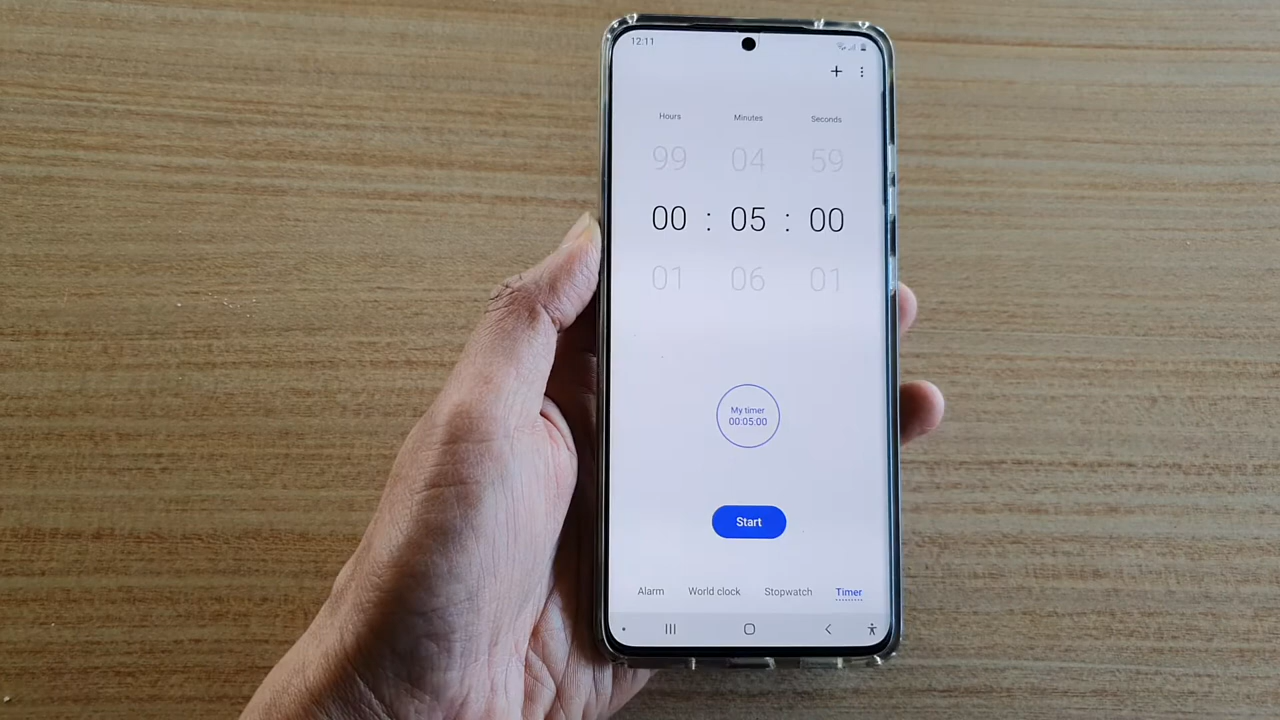 12:11
Hours Minutes Seconds
99 04 59
00 : 05 : 00
01 06 01
My timer
00:05:00
Start
Alarm World clock Stopwatch Timer